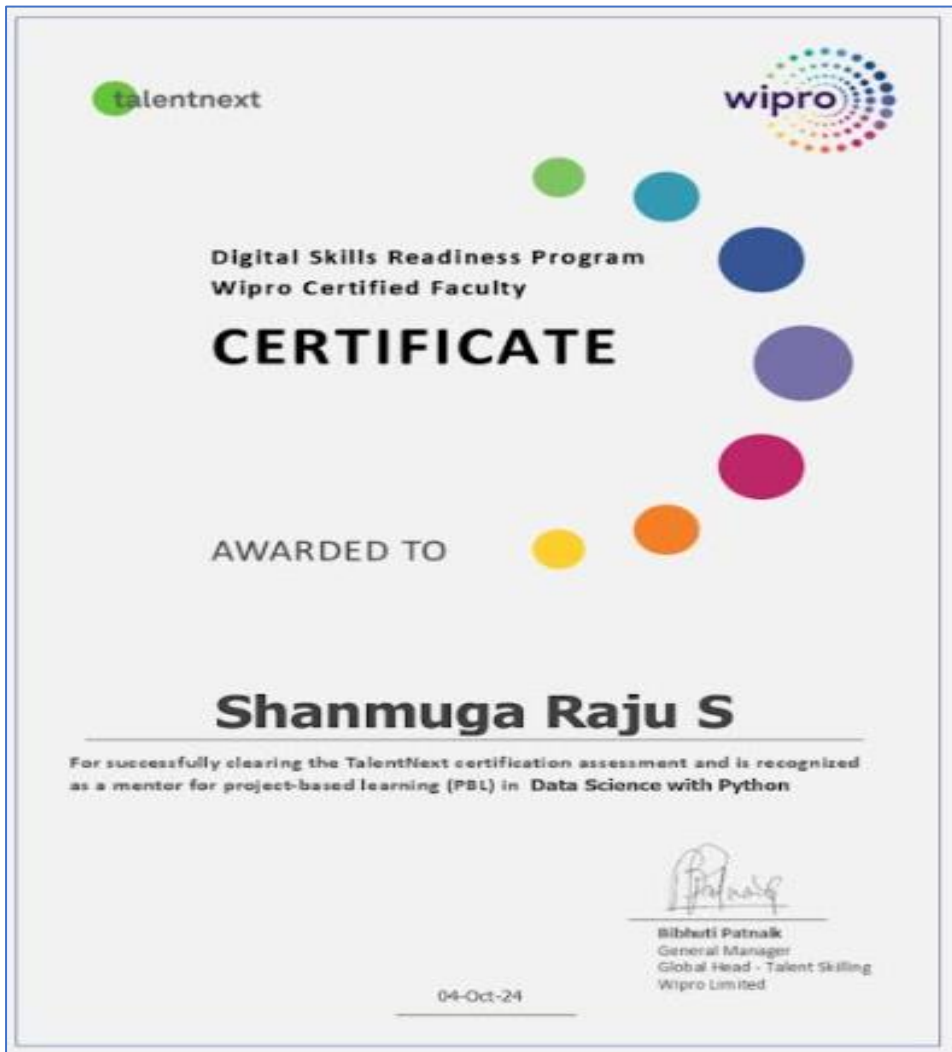 talentnext
wipro
Digital Skills Readiness Program
Wipro Certified Faculty
CERTIFICATE
AWARDED TO
Shanmuga Raju S
For successfully clearing the TalentNext certification assessment and is recognized
as a mentor for project-based learning (PBL) in Data Science with Python
Bibhuti Patnaik
General Manager
Global Head - Talent Skilling
Wipro Limited
04-Oct-24